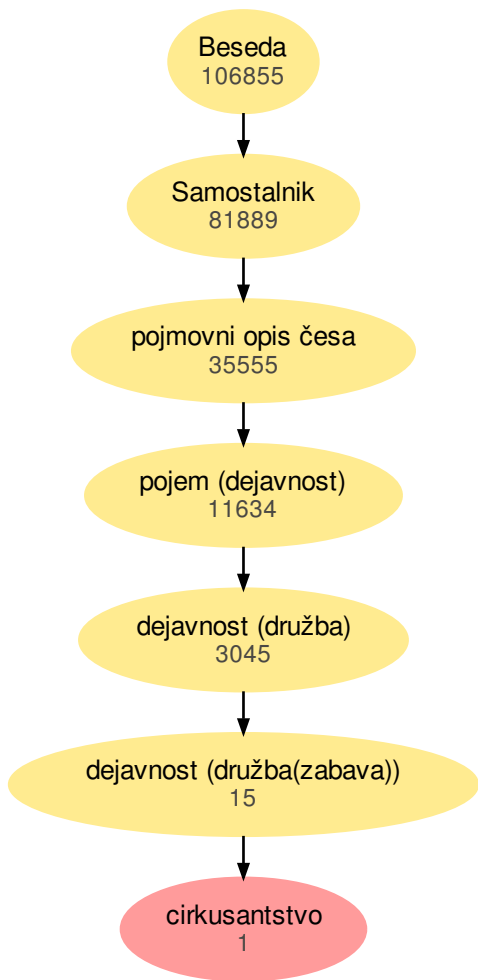 Beseda
106855
Samostalnik
81889
pojmovni opis česa
35555
pojem (dejavnost)
11634
dejavnost (družba)
3045
dejavnost (družba(zabava))
15
cirkusantstvo
1